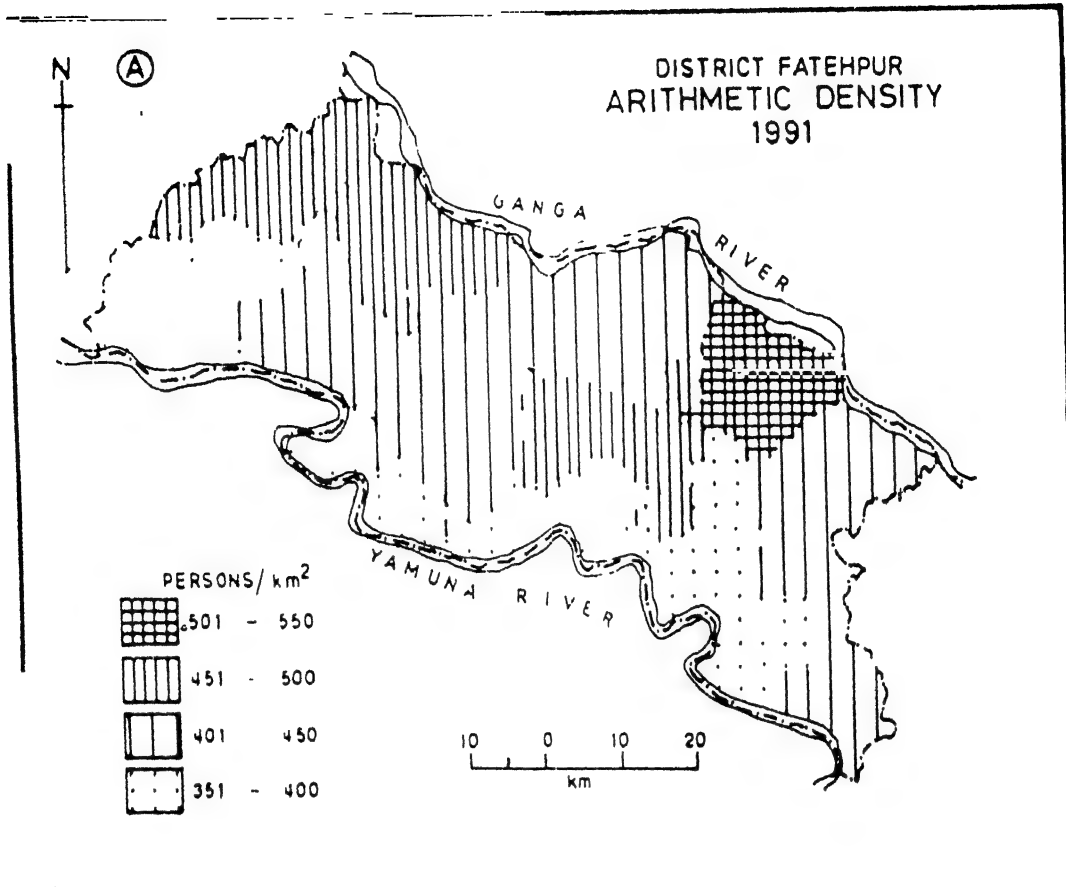 N
A
DISTRICT FATEHPUR
ARITHMETIC DENSITY
1991
GANGA RIVER
YAMUNA RIVER
PERSONS/km²
501 - 550
451 - 500
401 450
351 - 400
10 0 10 20
km